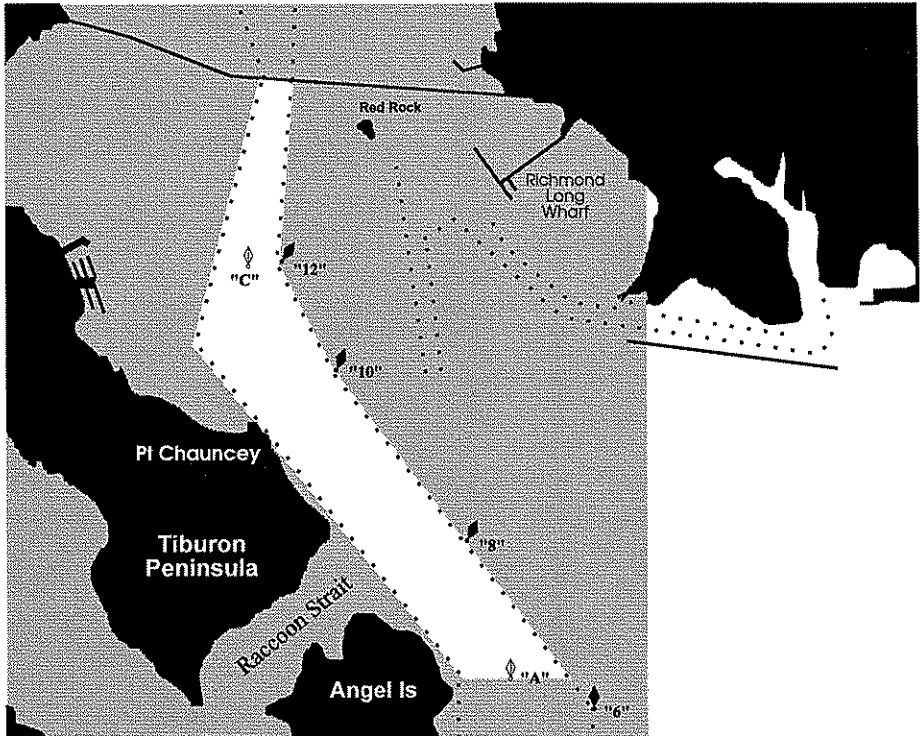 Red Rock
Richmond
Long
Wharf
"C"
"12"
"10"
Pt Chauncey
Tiburon
Peninsula
"8"
Raccoon Strait
"A"
Angel Is
"6"